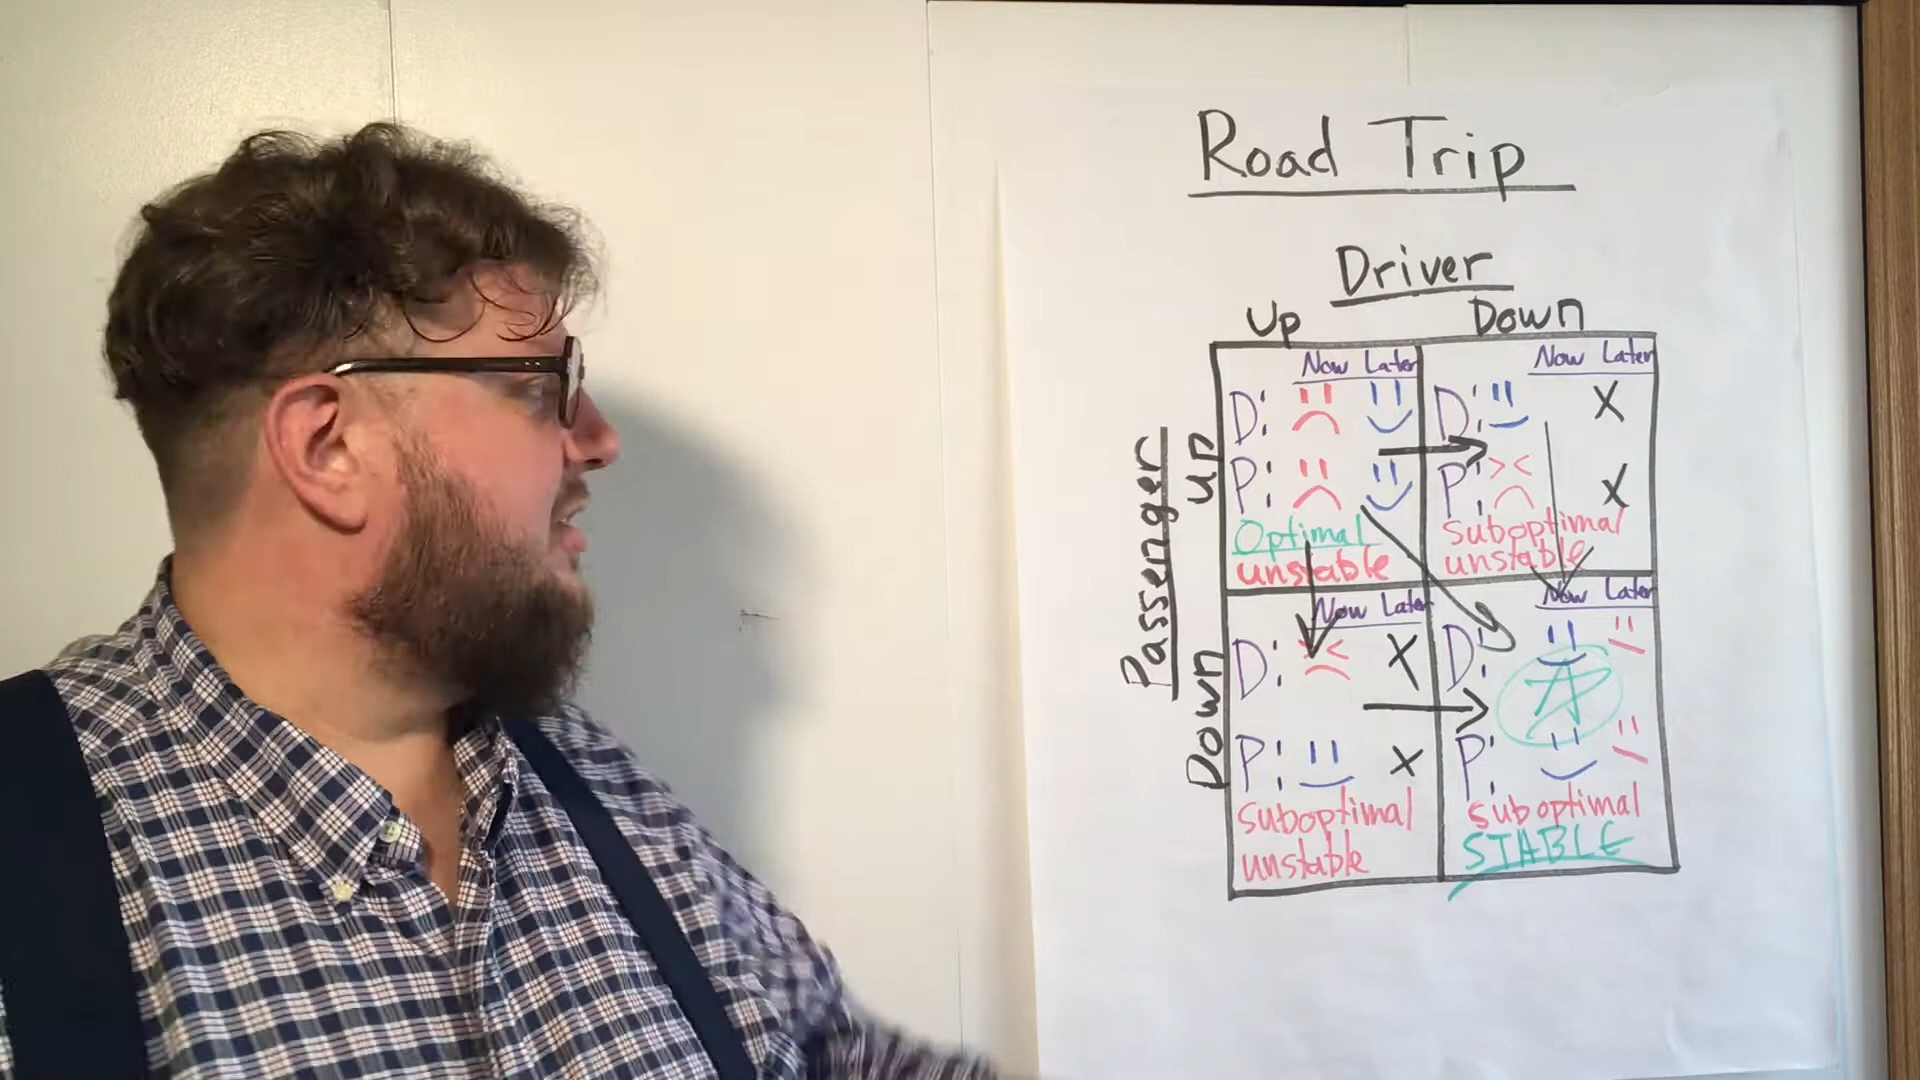 Road Trip
Driver
Up Down
Passenger
Up
Down
Now Later
D:
P:
Optimal
unstable
Now Later
D: X
P: X
suboptimal
unstable
Now Later
D: X
P: X
suboptimal
unstable
Now Later
D:
P:
suboptimal
STABLE